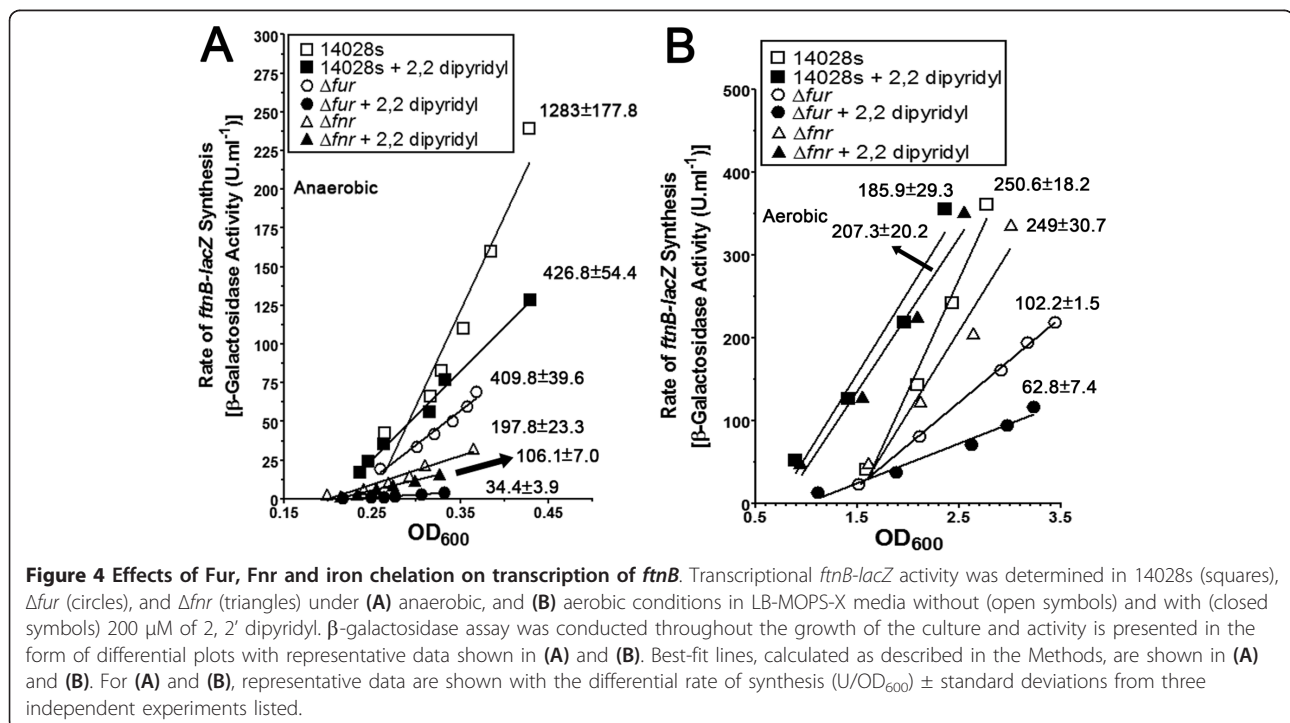 A
300
275
250
225
200
175
150
125
100
75
50
25
0
0.15
0.25
0.35
0.45
OD600
Rate of ftnB-lacZ Synthesis
[β-Galactosidase Activity (U.ml-1)]
14028s
14028s + 2,2 dipyridyl
Δfur
Δfur + 2,2 dipyridyl
Δfnr
Δfnr + 2,2 dipyridyl
Anaerobic
1283±177.8
426.8±54.4
409.8±39.6
197.8±23.3
106.1±7.0
34.4±3.9
B
14028s
14028s + 2,2 dipyridyl
Δfur
Δfur + 2,2 dipyridyl
Δfnr
Δfnr + 2,2 dipyridyl
500
400
300
200
100
0
0.5
1.5
2.5
3.5
OD600
Rate of ftnB-lacZ Synthesis
[β-Galactosidase Activity (U.ml-1)]
185.9±29.3
Aerobic
207.3±20.2
250.6±18.2
249±30.7
102.2±1.5
62.8±7.4
Figure 4 Effects of Fur, Fnr and iron chelation on transcription of ftnB. Transcriptional ftnB-lacZ activity was determined in 14028s (squares),
Δfur (circles), and Δfnr (triangles) under (A) anaerobic, and (B) aerobic conditions in LB-MOPS-X media without (open symbols) and with (closed
symbols) 200 μM of 2, 2′ dipyridyl. β-galactosidase assay was conducted throughout the growth of the culture and activity is presented in the
form of differential plots with representative data shown in (A) and (B). Best-fit lines, calculated as described in the Methods, are shown in (A)
and (B). For (A) and (B), representative data are shown with the differential rate of synthesis (U/OD600) ± standard deviations from three
independent experiments listed.